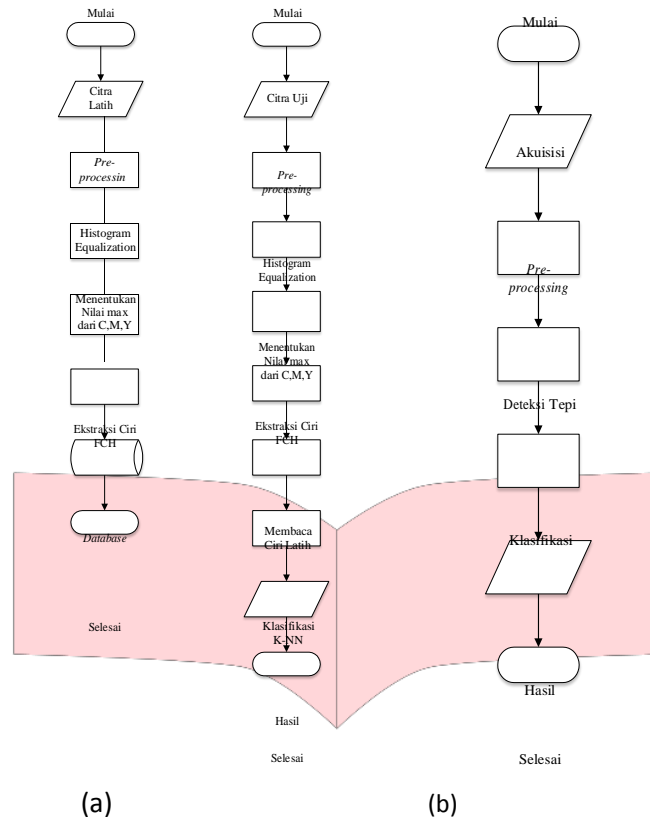 Mulai
Citra
Latih
Pre-
processin
Histogram
Equalization
Menentukan
Nilai max
dari C,M,Y
Ekstraksi Ciri
FCH
Database
Selesai
Mulai
Citra Uji
Pre-
processing
Histogram
Equalization
Menentukan
Nilai max
dari C,M,Y
Ekstraksi Ciri
FCH
Membaca
Ciri Latih
Klasifikasi
K-NN
Hasil
Selesai
Mulai
Akuisisi
Pre-
processing
Deteksi Tepi
Klasifikasi
Hasil
Selesai
(a)
(b)